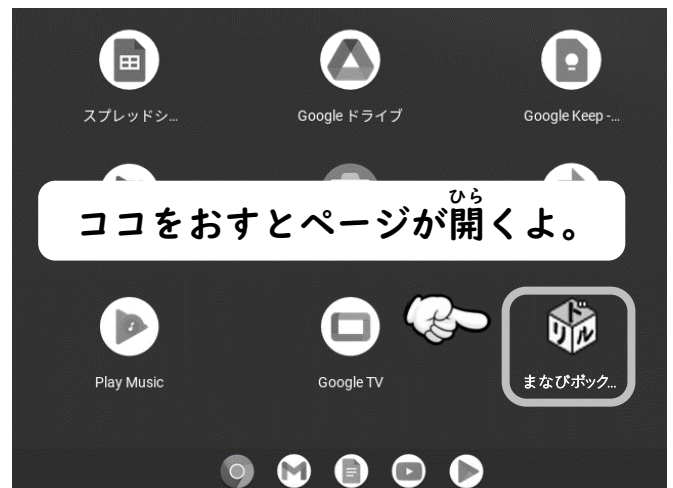 スプレッドシ...
Google ドライブ
Google Keep -...
ひら
ココをおすとページが開くよ。
ドリル
Play Music
Google TV
まなびボック...